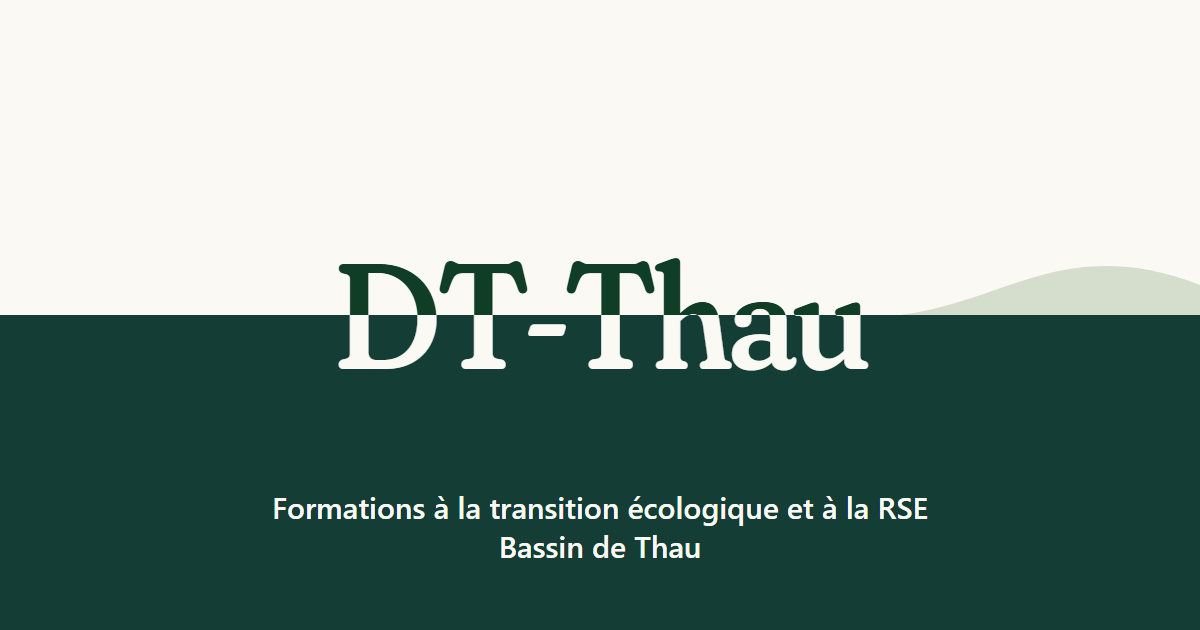 DT-Thau
Formations à la transition écologique et à la RSE
Bassin de Thau